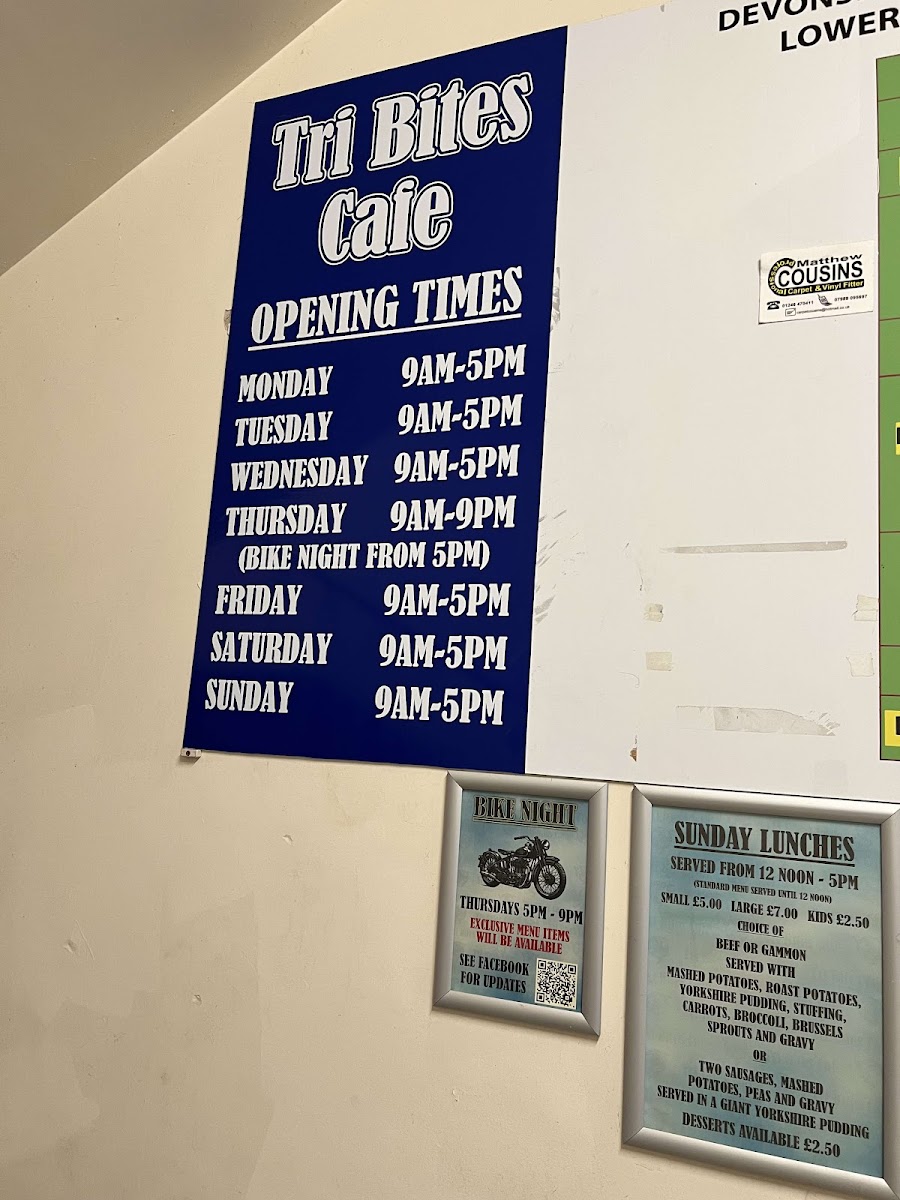 Tri Bites
Cafe
OPENING TIMES
MONDAY 9AM-5PM
TUESDAY 9AM-5PM
WEDNESDAY 9AM-5PM
THURSDAY 9AM-9PM
(BIKE NIGHT FROM 5PM)
FRIDAY 9AM-5PM
SATURDAY 9AM-5PM
SUNDAY 9AM-5PM
LOWER
Professional
Matthew
COUSINS
Carpet & Vinyl Fitter
BIKE NIGHT
THURSDAYS 5PM - 9PM
EXCLUSIVE MENU ITEMS
WILL BE AVAILABLE
SEE FACEBOOK
FOR UPDATES
SUNDAY LUNCHES
SERVED FROM 12 NOON - 5PM
(STANDARD MENU SERVED UNTIL 12 NOON)
SMALL £5.00 LARGE £7.00 KIDS £2.50
CHOICE OF
BEEF OR GAMMON
SERVED WITH
MASHED POTATOES, ROAST POTATOES,
YORKSHIRE PUDDING, STUFFING,
CARROTS, BROCCOLI, BRUSSELS
SPROUTS AND GRAVY
OR
TWO SAUSAGES, MASHED
POTATOES, PEAS AND GRAVY
SERVED IN A GIANT YORKSHIRE PUDDING
DESSERTS AVAILABLE £2.50